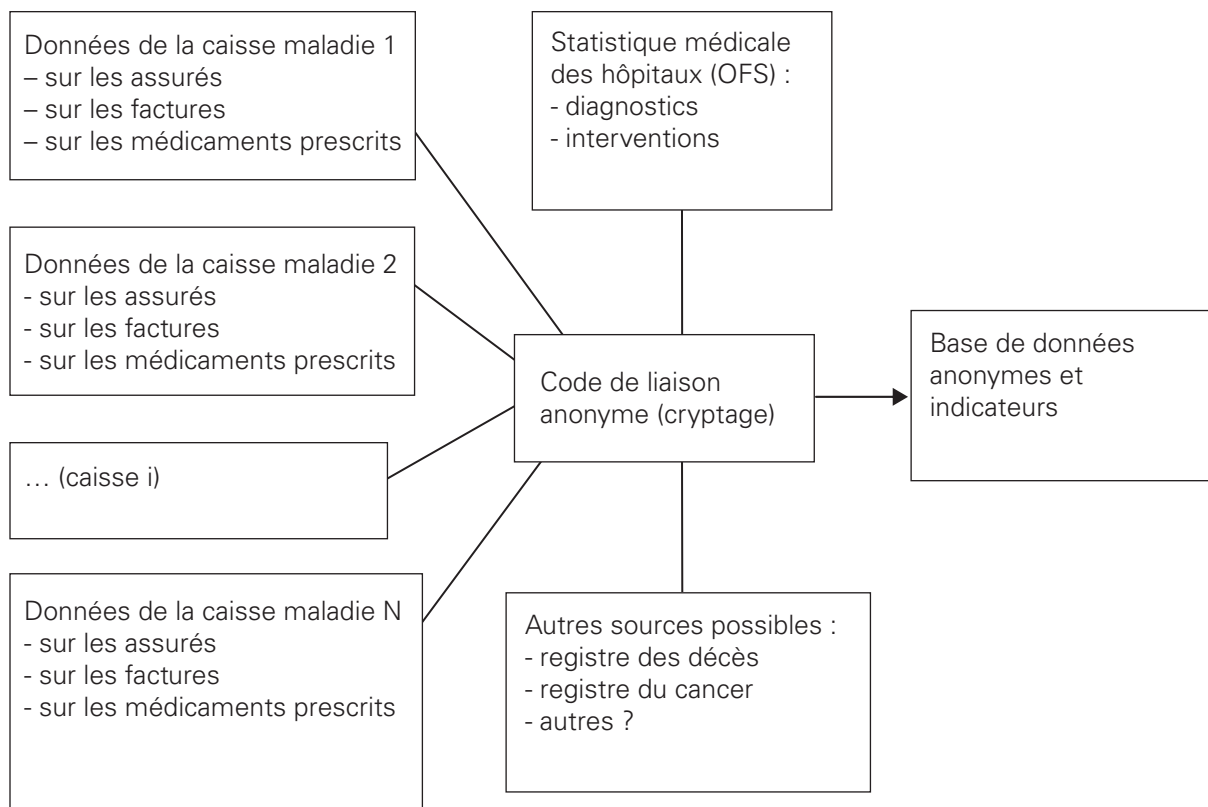 Données de la caisse maladie 1
– sur les assurés
– sur les factures
– sur les médicaments prescrits
Statistique médicale
des hôpitaux (OFS) :
- diagnostics
- interventions
Données de la caisse maladie 2
- sur les assurés
- sur les factures
- sur les médicaments prescrits
Code de liaison
anonyme (cryptage)
Base de données
anonymes et
indicateurs
… (caisse i)
Données de la caisse maladie N
- sur les assurés
- sur les factures
- sur les médicaments prescrits
Autres sources possibles :
- registre des décès
- registre du cancer
- autres ?